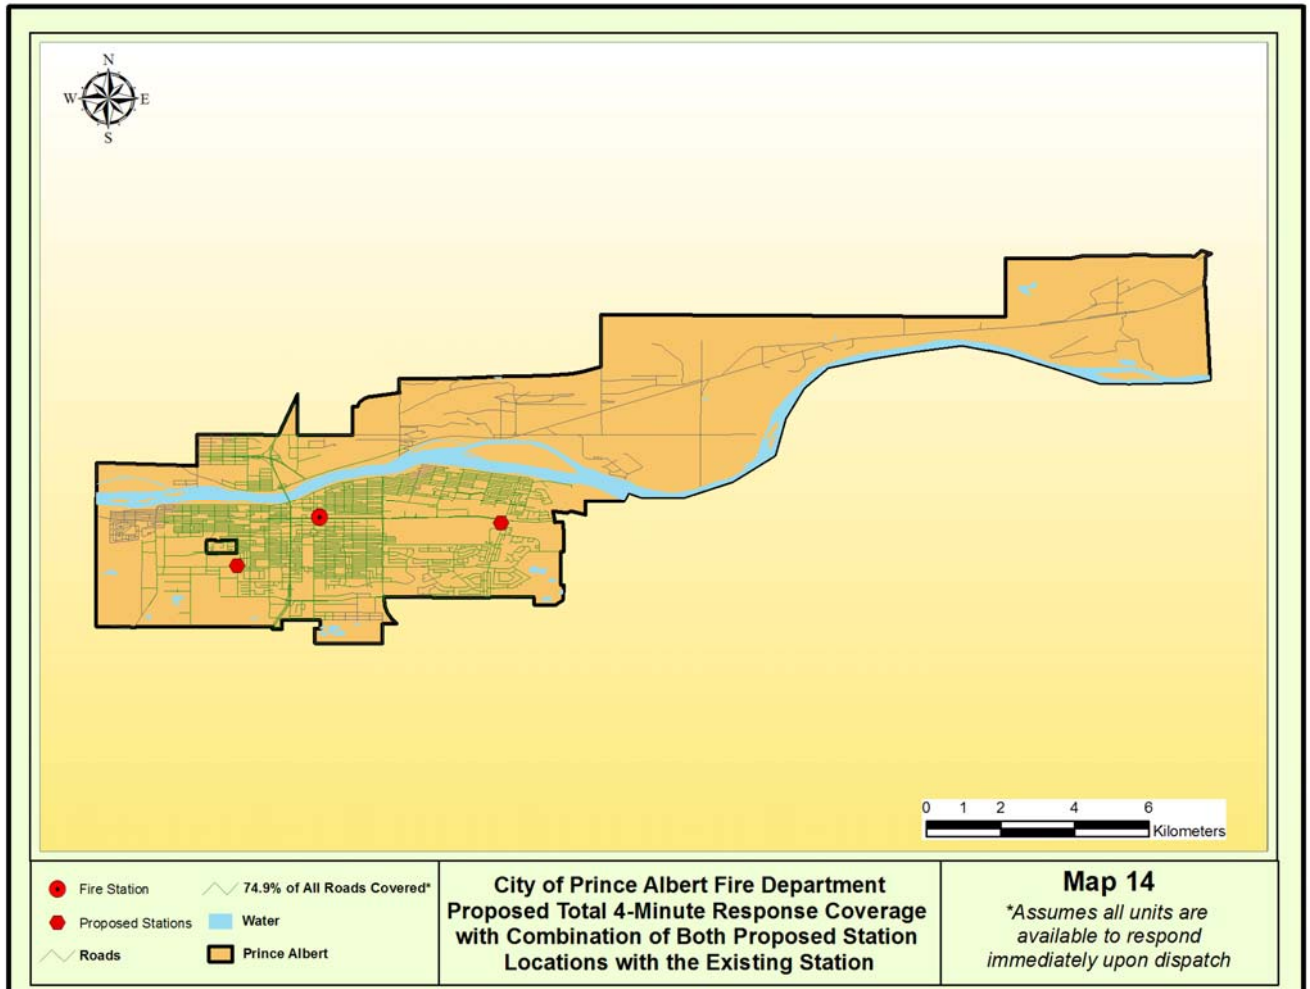 N
W E
S
0 1 2 4 6
Kilometers
Fire Station
Proposed Stations
Roads
74.9% of All Roads Covered*
Water
Prince Albert
City of Prince Albert Fire Department
Proposed Total 4-Minute Response Coverage
with Combination of Both Proposed Station
Locations with the Existing Station
Map 14
*Assumes all units are
available to respond
immediately upon dispatch